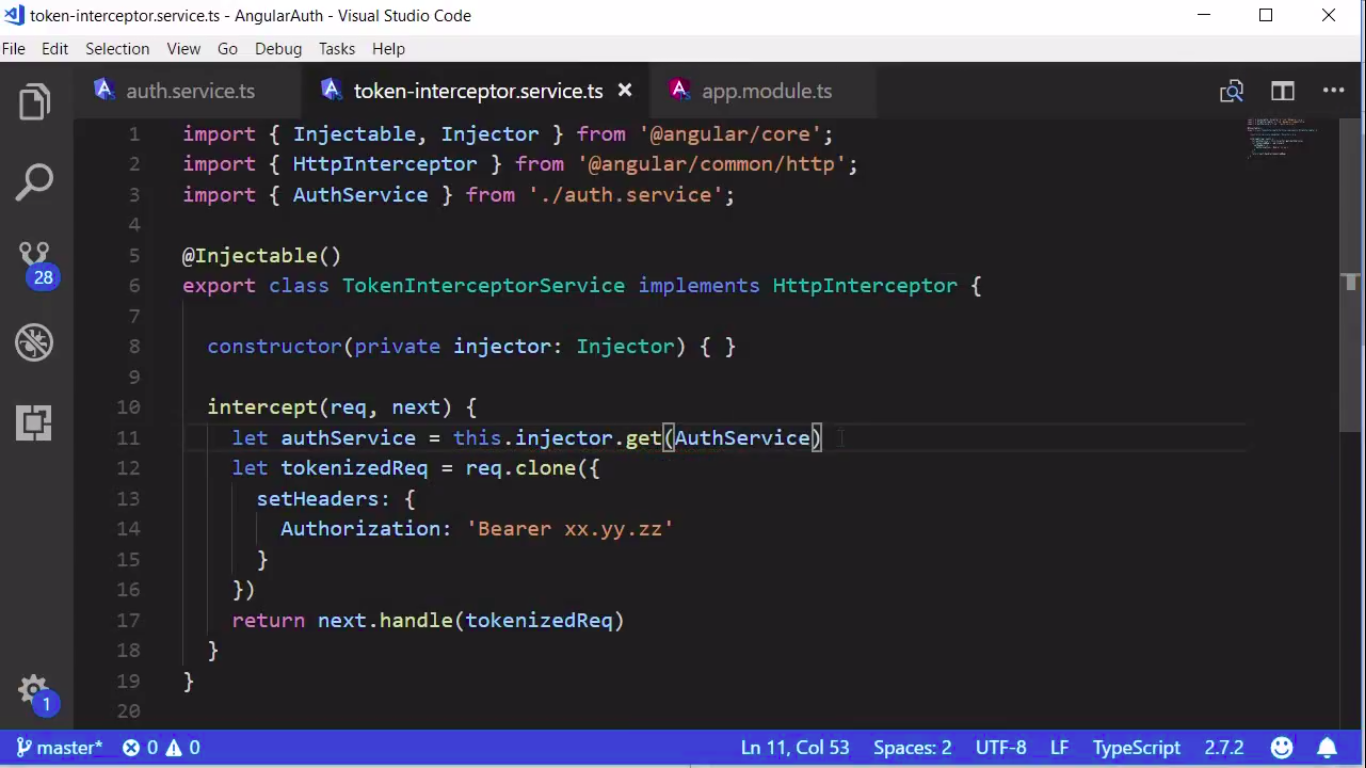 token-interceptor.service.ts - AngularAuth - Visual Studio Code
File Edit Selection View Go Debug Tasks Help
auth.service.ts token-interceptor.service.ts app.module.ts
1 import { Injectable, Injector } from '@angular/core';
2 import { HttpInterceptor } from '@angular/common/http';
3 import { AuthService } from './auth.service';
4
5 @Injectable()
6 export class TokenInterceptorService implements HttpInterceptor {
7
8 constructor(private injector: Injector) { }
9
10 intercept(req, next) {
11 let authService = this.injector.get(AuthService)
12 let tokenizedReq = req.clone({
13 setHeaders: {
14 Authorization: 'Bearer xx.yy.zz'
15 }
16 })
17 return next.handle(tokenizedReq)
18 }
19 }
20
28
1
master* 0 0 Ln 11, Col 53 Spaces: 2 UTF-8 LF TypeScript 2.7.2